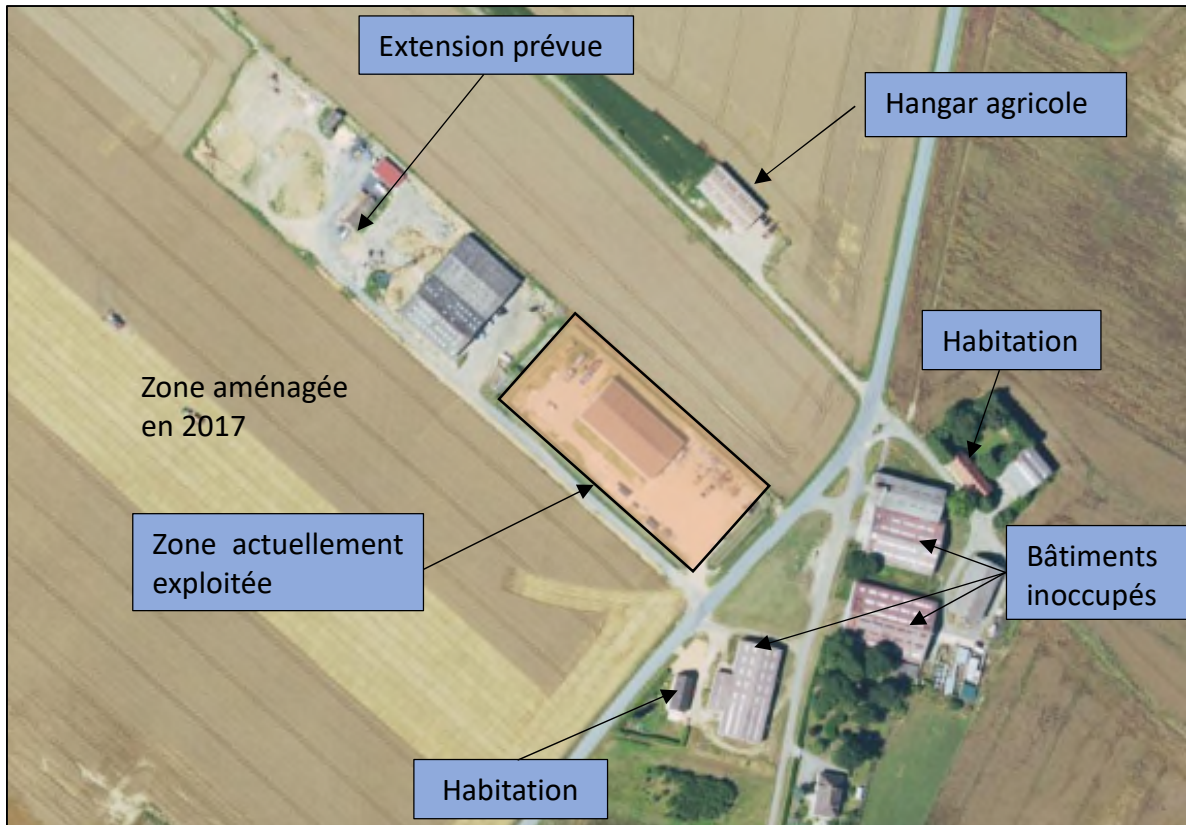 Extension prévue
Hangar agricole
Habitation
Zone aménagée
en 2017
Zone actuellement
exploitée
Bâtiments
inoccupés
Habitation